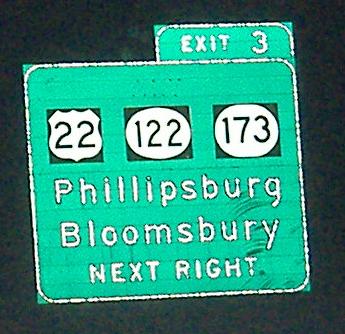 EXIT 3
22 122 173
Phillipsburg
Bloomsbury
NEXT RIGHT